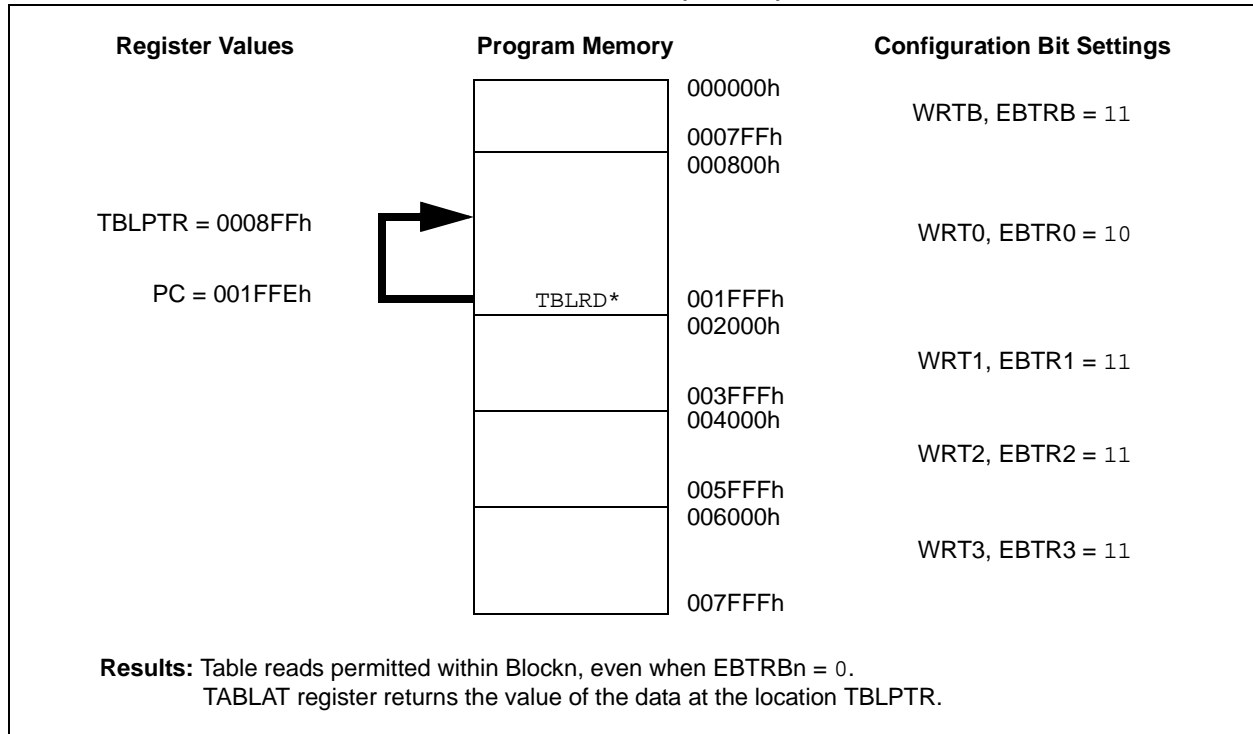 Register Values Program Memory Configuration Bit Settings
000000h
WRTB, EBTRB = 11
0007FFh
000800h
TBLPTR = 0008FFh
WRT0, EBTR0 = 10
PC = 001FFEh
TBLRD*
001FFFh
002000h
WRT1, EBTR1 = 11
003FFFh
004000h
WRT2, EBTR2 = 11
005FFFh
006000h
WRT3, EBTR3 = 11
007FFFh
Results: Table reads permitted within Blockn, even when EBTRBn = 0.
TABLAT register returns the value of the data at the location TBLPTR.